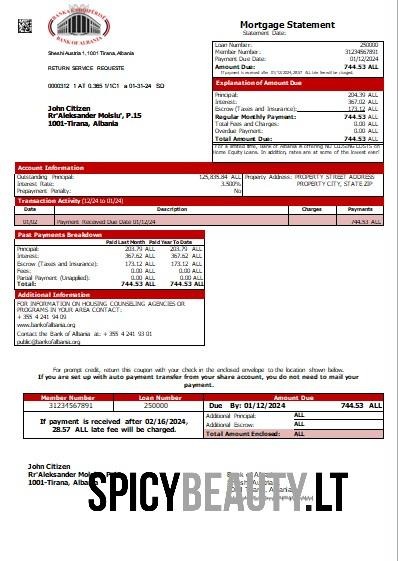 BANKA E SHQIPERISE
BANK OF ALBANIA
Mortgage Statement
Statement Date:
Sheshi Austria 1, 1001 Tirana, Albania
RETURN SERVICE REQUESTE
0000312 1 AT 0.365 1/1C1 a 01-31-24 SQ
John Citizen
Rr'Aleksander Moisiu', P.15
1001-Tirana, Albania
Loan Number: 250000
Member Number: 31234567891
Payment Due Date: 01/12/2024
Amount Due: 744.53 ALL
If payment is received after 01/12/2024, 28.57 ALL late fee will be charged.
Explanation of Amount Due
Principal: 204.39 ALL
Interest: 367.02 ALL
Escrow (Taxes and Insurance): 173.12 ALL
Regular Monthly Payment: 744.53 ALL
Total Fees and Charges: 0.00 ALL
Overdue Payment: 0.00 ALL
Total Amount Due: 744.53 ALL
For a limited time, Bank of Albania is offering NO CLOSING COSTS on
Home Equity Loans. In addition, rates are at some of the lowest ever!
Account Information
Outstanding Principal: 125,835.84 ALL
Interest Rate: 3.500%
Prepayment Penalty: No
Property Address: PROPERTY STREET ADDRESS
PROPERTY CITY, STATE ZIP
Transaction Activity (12/24 to 01/24)
Date Description Charges Payments
01/02 Payment Received Due Date 01/12/24 744.53 ALL
Past Payments Breakdown
Paid Last Month Paid Year To Date
Principal: 203.79 ALL 203.79 ALL
Interest: 367.62 ALL 367.62 ALL
Escrow (Taxes and Insurance): 173.12 ALL 173.12 ALL
Fees: 0.00 ALL 0.00 ALL
Partial Payment (Unapplied): 0.00 ALL 0.00 ALL
Total: 744.53 ALL 744.53 ALL
Additional Information
FOR INFORMATION ON HOUSING COUNSELING AGENCIES OR
PROGRAMS IN YOUR AREA CONTACT:
+ 355 4 241 94 09
www.bankofalbania.org
Contact the Bank of Albania at: + 355 4 241 93 01
public@bankofalbania.org
For prompt credit, return this coupon with your check in the enclosed envelope to the location shown below.
If you are set up with auto payment transfer from your share account, you do not need to mail your
payment.
Member Number Loan Number Amount Due
31234567891 250000 Due By: 01/12/2024 744.53 ALL
If payment is received after 02/16/2024,
28.57 ALL late fee will be charged.
Additional Principal: ALL
Additional Escrow: ALL
Total Amount Enclosed: ALL
John Citizen
Rr'Aleksander Moisiu', P.15
1001-Tirana, Albania
SPICYBEAUTY.LT